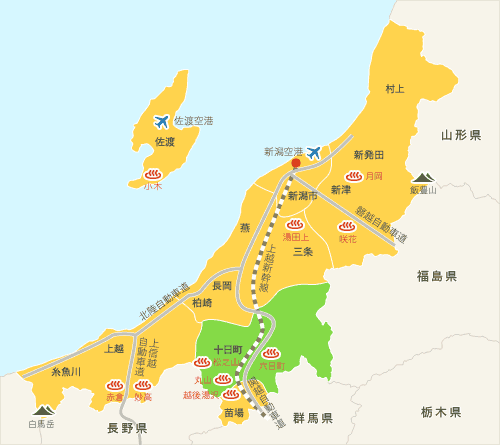 村上
山形県
佐渡空港
佐渡
新潟空港
新発田
月岡
小木
飯豊山
新津
新潟市
磐越自動車道
燕
湯田上
咲花
三条
上越新幹線
福島県
長岡
北陸自動車道
柏崎
上越
上信越
自動車道
十日町
松之山
六日町
糸魚川
丸山
赤倉
妙高
越後湯沢
関越自動車道
苗場
白馬岳
長野県
群馬県
栃木県